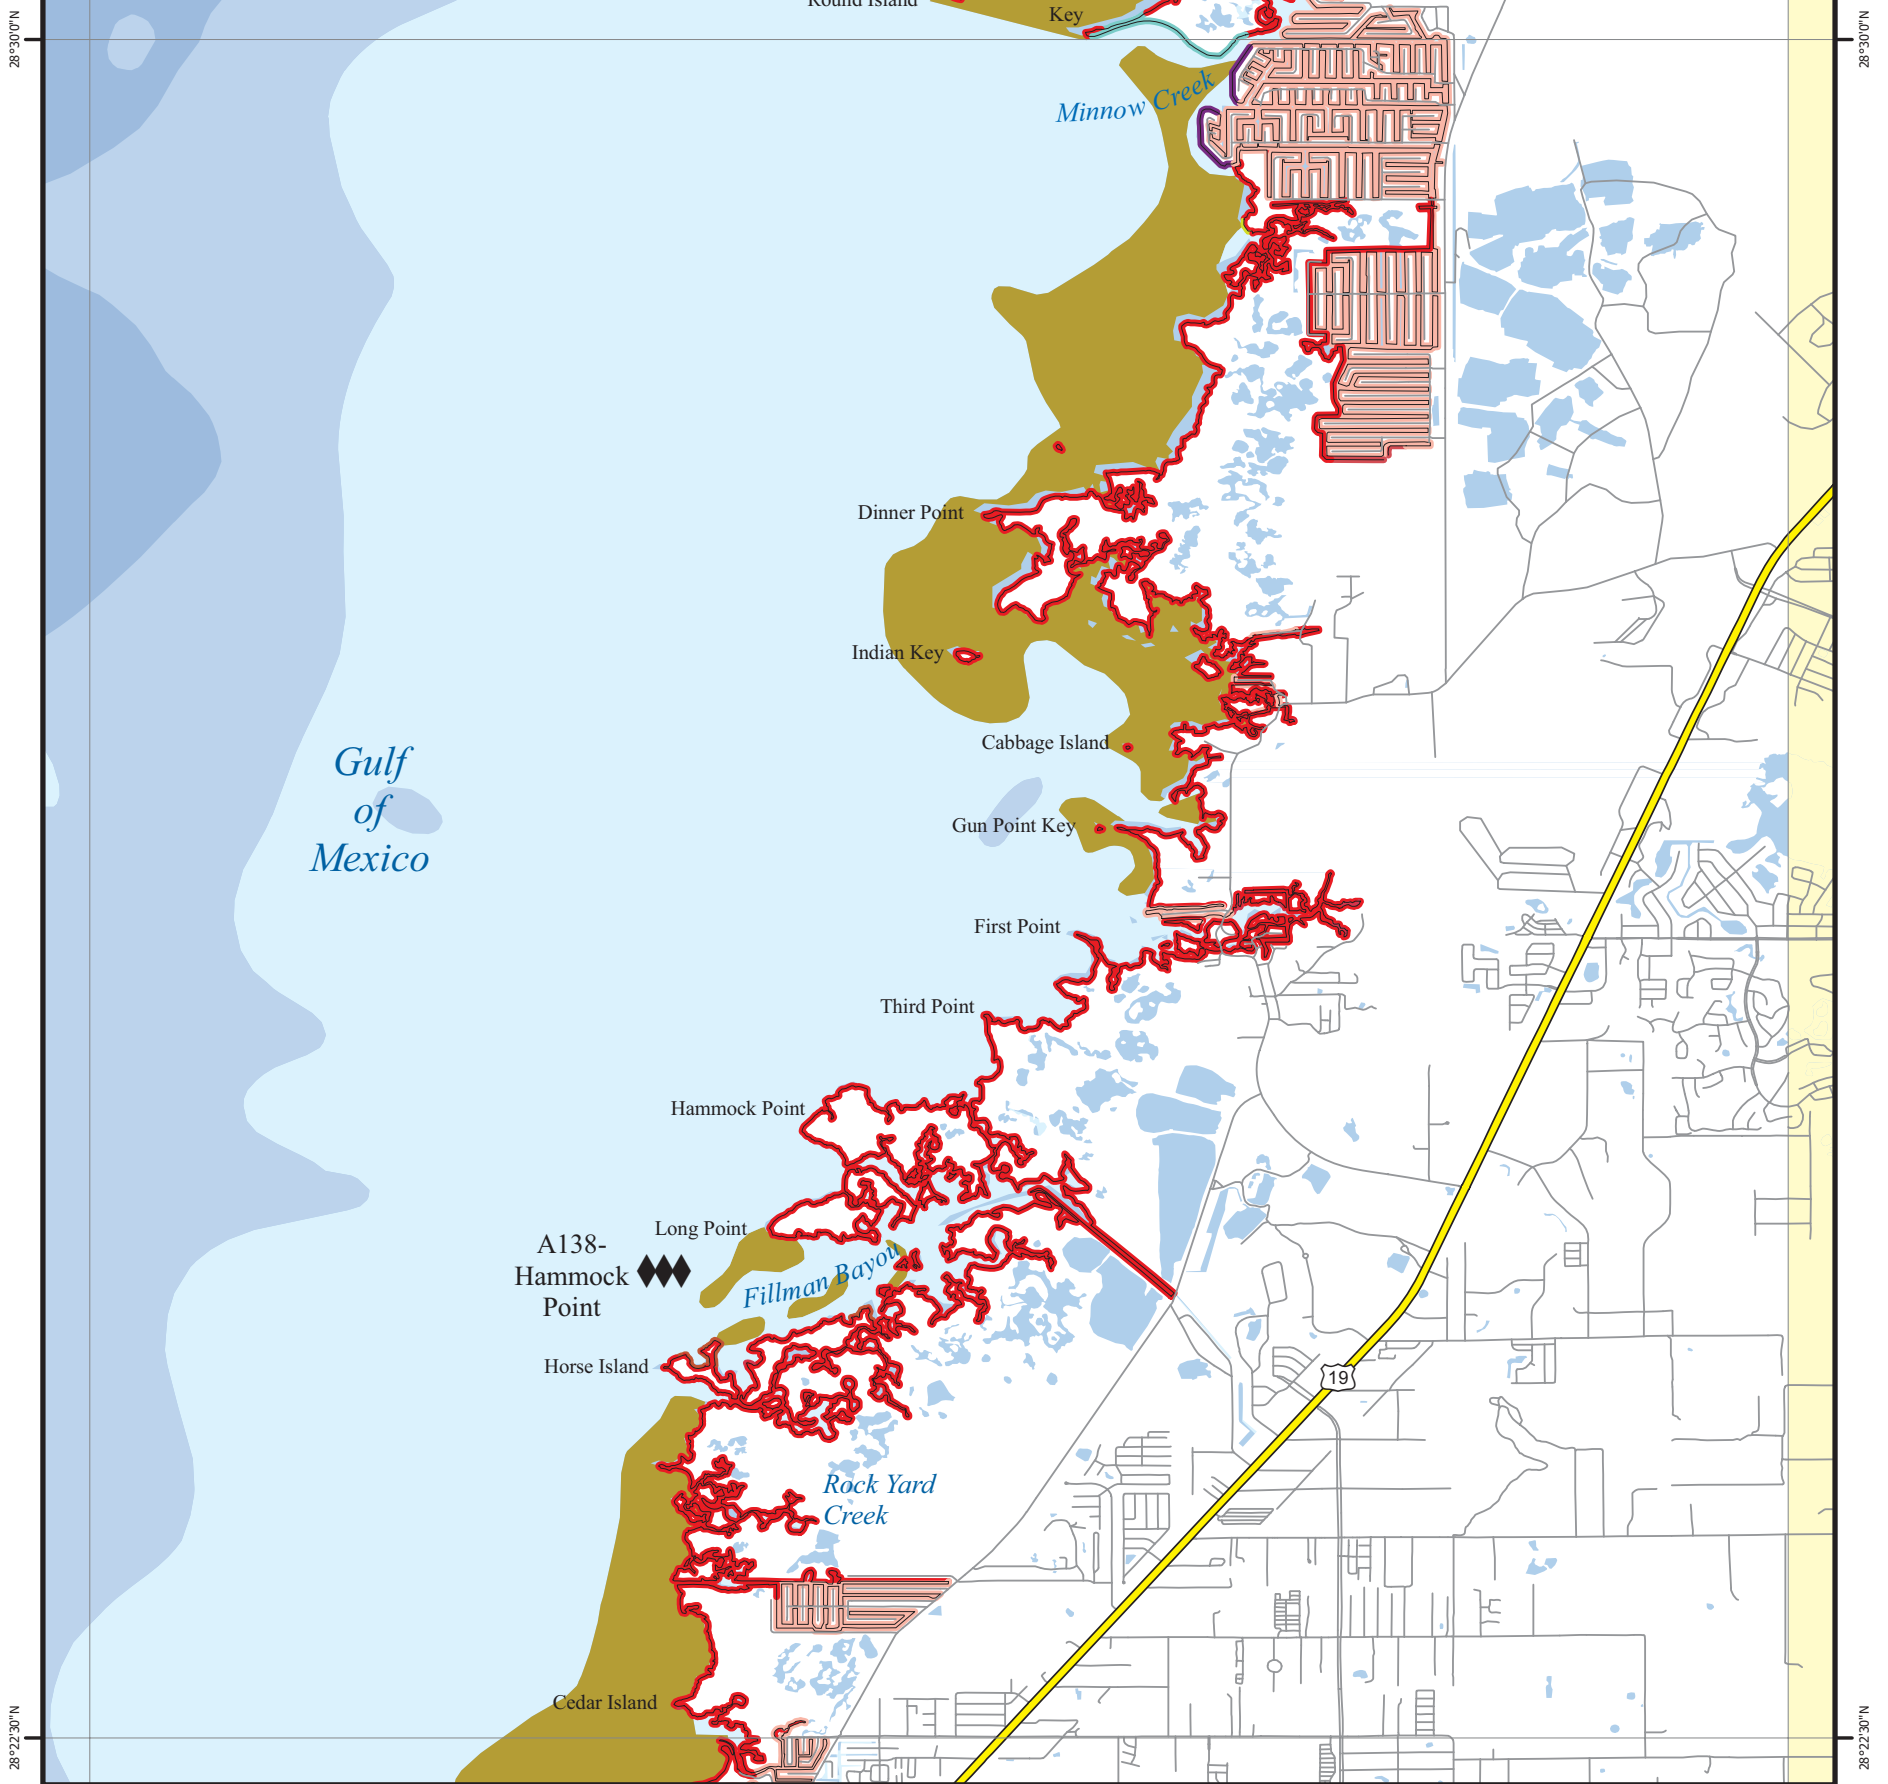 Round Island
Key
28°30'0"N
28°30'0"N
Minnow Creek
Dinner Point
Indian Key
Cabbage Island
Gulf
of
Mexico
Gun Point Key
First Point
Third Point
Hammock Point
Long Point
A138-
Hammock
Point
Fillman Bayou
Horse Island
19
Rock Yard
Creek
Cedar Island
28°22'30"N
28°22'30"N